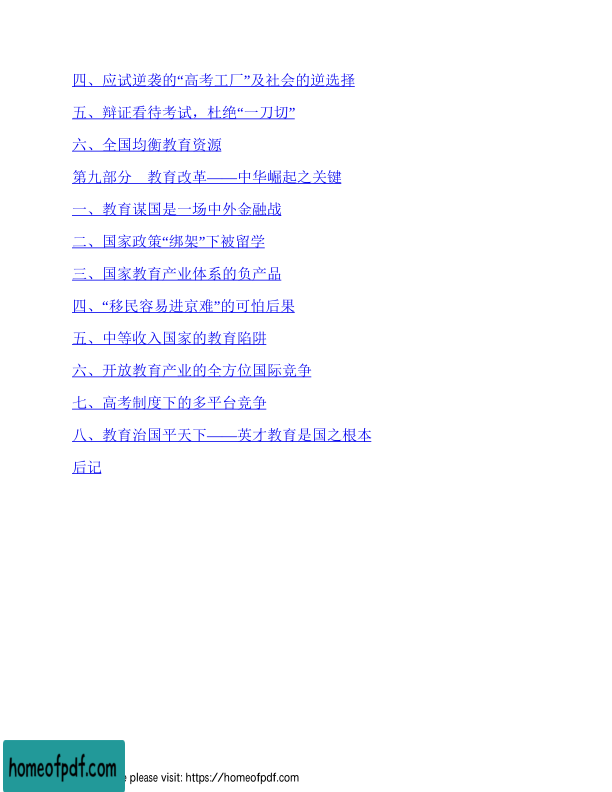 四、应试逆袭的“高考工厂”及社会的逆选择
五、辩证看待考试，杜绝“一刀切”
六、全国均衡教育资源
第九部分　教育改革——中华崛起之关键
一、教育谋国是一场中外金融战
二、国家政策“绑架”下被留学
三、国家教育产业体系的负产品
四、“移民容易进京难”的可怕后果
五、中等收入国家的教育陷阱
六、开放教育产业的全方位国际竞争
七、高考制度下的多平台竞争
八、教育治国平天下——英才教育是国之根本
后记
homeofpdf.com
please visit: https://homeofpdf.com